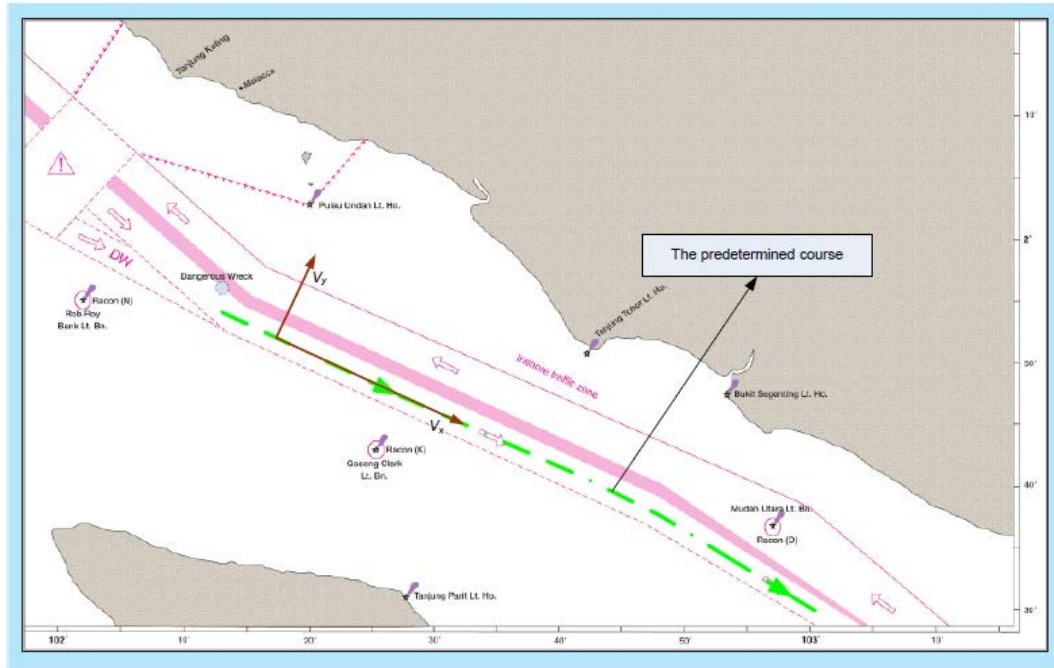 Tanjung Keling
Malacca
10'
Pulau Undan Lt. Ho.
2°
The predetermined course
DW
Dangerous Wreck
Vy
Racon (N)
Rob Roy
Bank Lt. Bn.
Tanjung Tohor Lt. Ho.
Inshore traffic zone
50'
Bukit Segenting Lt. Ho.
Vx
Racon (K)
Gosong Clerk
Lt. Bn.
40'
Mudah Utara Lt. Bn.
Racon (D)
Tanjung Parit Lt. Ho.
30'
102°
10'
20'
30'
40'
50'
103°
10'